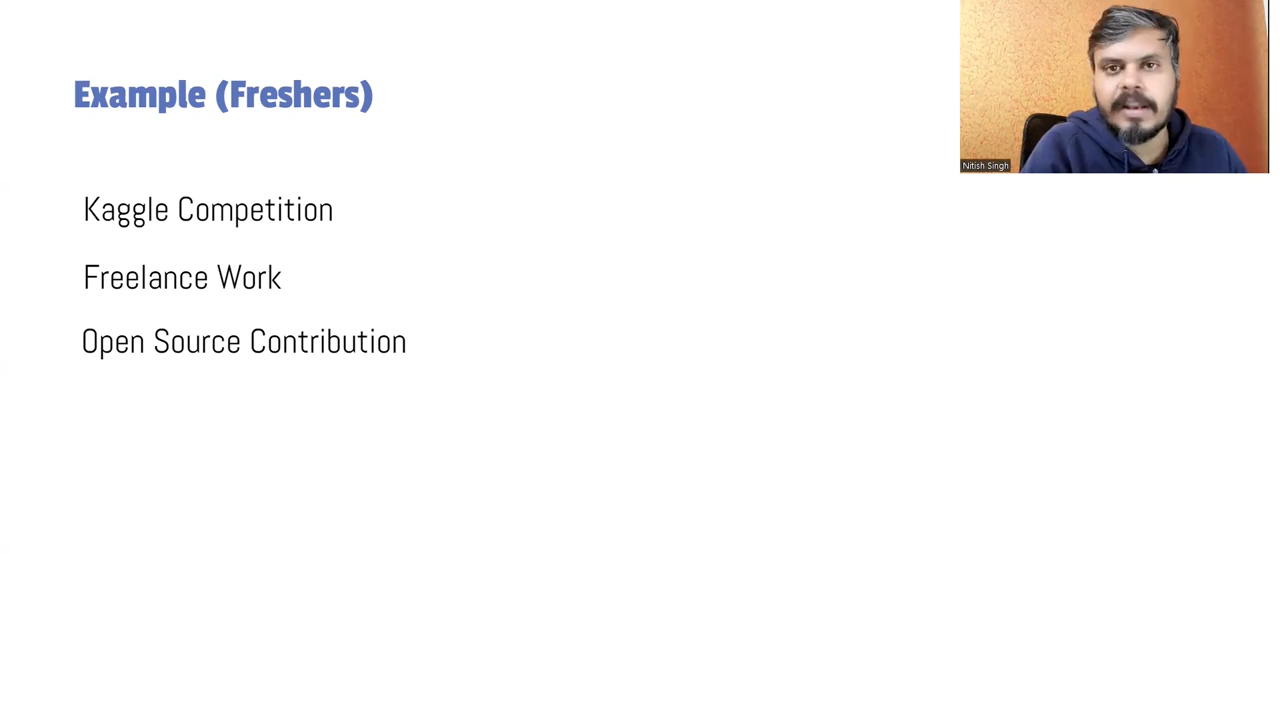 Example (Freshers)
Nitish Singh
Kaggle Competition
Freelance Work
Open Source Contribution